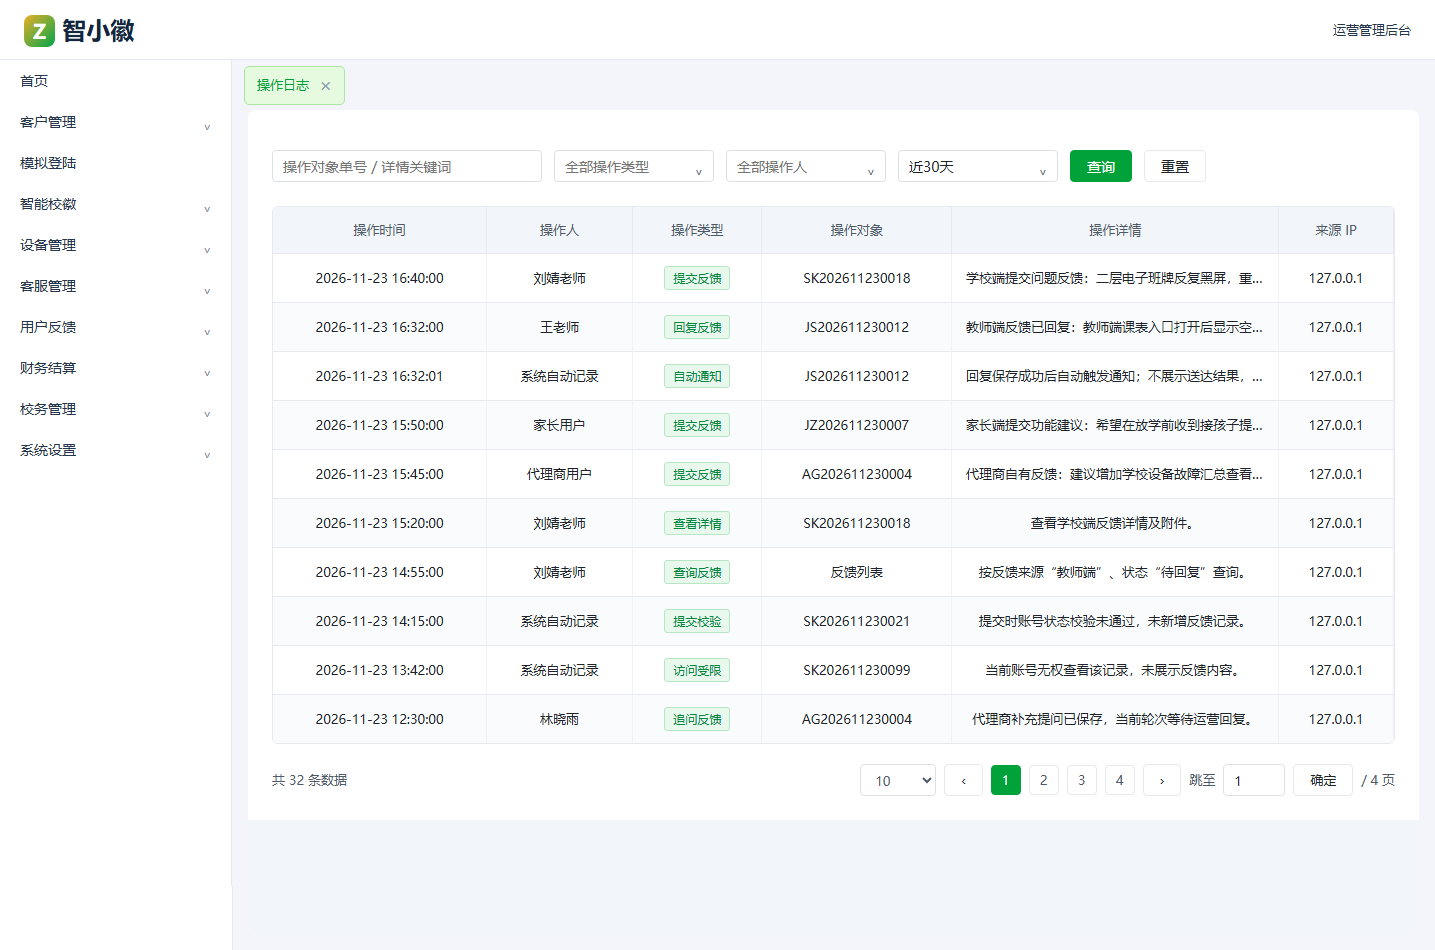 Z 智小徽
运营管理后台
首页
客户管理
模拟登陆
智能校徽
设备管理
客服管理
用户反馈
财务结算
校务管理
系统设置
操作日志 ×
操作对象单号 / 详情关键词 全部操作类型 全部操作人 近30天 查询 重置
操作时间 操作人 操作类型 操作对象 操作详情 来源 IP
2026-11-23 16:40:00 刘婧老师 提交反馈 SK202611230018 学校端提交问题反馈：二层电子班牌反复黑屏，重... 127.0.0.1
2026-11-23 16:32:00 王老师 回复反馈 JS202611230012 教师端反馈已回复：教师端课表入口打开后显示空... 127.0.0.1
2026-11-23 16:32:01 系统自动记录 自动通知 JS202611230012 回复保存成功后自动触发通知；不展示送达结果，... 127.0.0.1
2026-11-23 15:50:00 家长用户 提交反馈 JZ202611230007 家长端提交功能建议：希望在放学前收到接孩子提... 127.0.0.1
2026-11-23 15:45:00 代理商用户 提交反馈 AG202611230004 代理商自有反馈：建议增加学校设备故障汇总查看... 127.0.0.1
2026-11-23 15:20:00 刘婧老师 查看详情 SK202611230018 查看学校端反馈详情及附件。 127.0.0.1
2026-11-23 14:55:00 刘婧老师 查询反馈 反馈列表 按反馈来源“教师端”、状态“待回复”查询。 127.0.0.1
2026-11-23 14:15:00 系统自动记录 提交校验 SK202611230021 提交时账号状态校验未通过，未新增反馈记录。 127.0.0.1
2026-11-23 13:42:00 系统自动记录 访问受限 SK202611230099 当前账号无权查看该记录，未展示反馈内容。 127.0.0.1
2026-11-23 12:30:00 林晓雨 追问反馈 AG202611230004 代理商补充提问已保存，当前轮次等待运营回复。 127.0.0.1
共 32 条数据 10 ‹ 1 2 3 4 › 跳至 1 确定 / 4 页